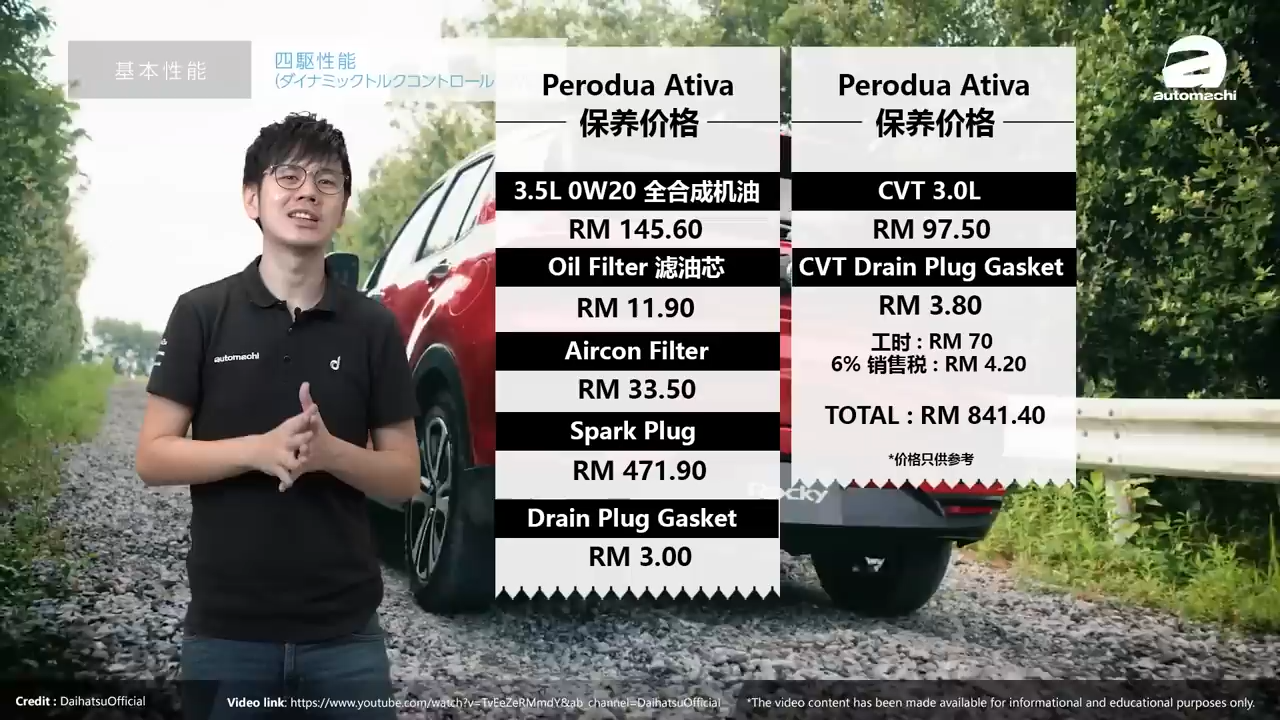 基本性能
四駆性能
(ダイナミックトルクコントロール
automachi
automachi
Perodua Ativa
保养价格
3.5L 0W20 全合成机油
RM 145.60
Oil Filter 滤油芯
RM 11.90
Aircon Filter
RM 33.50
Spark Plug
RM 471.90
Drain Plug Gasket
RM 3.00
Perodua Ativa
保养价格
CVT 3.0L
RM 97.50
CVT Drain Plug Gasket
RM 3.80
工时 : RM 70
6% 销售税 : RM 4.20
TOTAL : RM 841.40
*价格只供参考
Rocky
Credit : DaihatsuOfficial
Video link: https://www.youtube.com/watch?v=TvEeZeRMmdY&ab_channel=DaihatsuOfficial
*The video content has been made available for informational and educational purposes only.